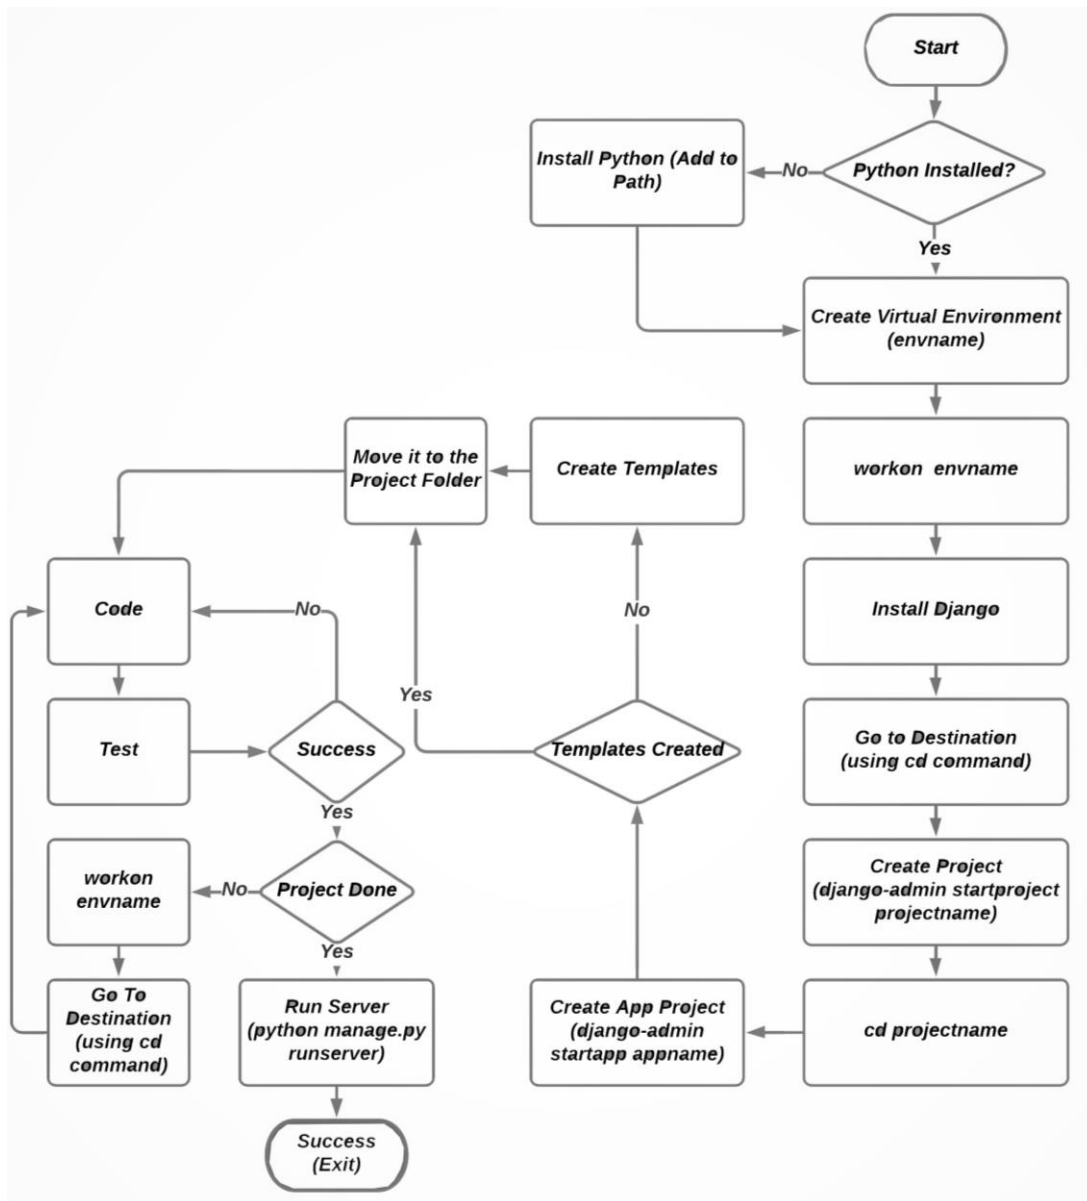 Start
Python Installed?
No
Install Python (Add to
Path)
Yes
Create Virtual Environment
(envname)
workon envname
Install Django
Go to Destination
(using cd command)
Create Project
(django-admin startproject
projectname)
cd projectname
Create App Project
(django-admin
startapp appname)
Templates Created
No
Create Templates
Yes
Move it to the
Project Folder
Code
Test
Success
No
Yes
Project Done
No
workon
envname
Go To
Destination
(using cd
command)
Yes
Run Server
(python manage.py
runserver)
Success
(Exit)